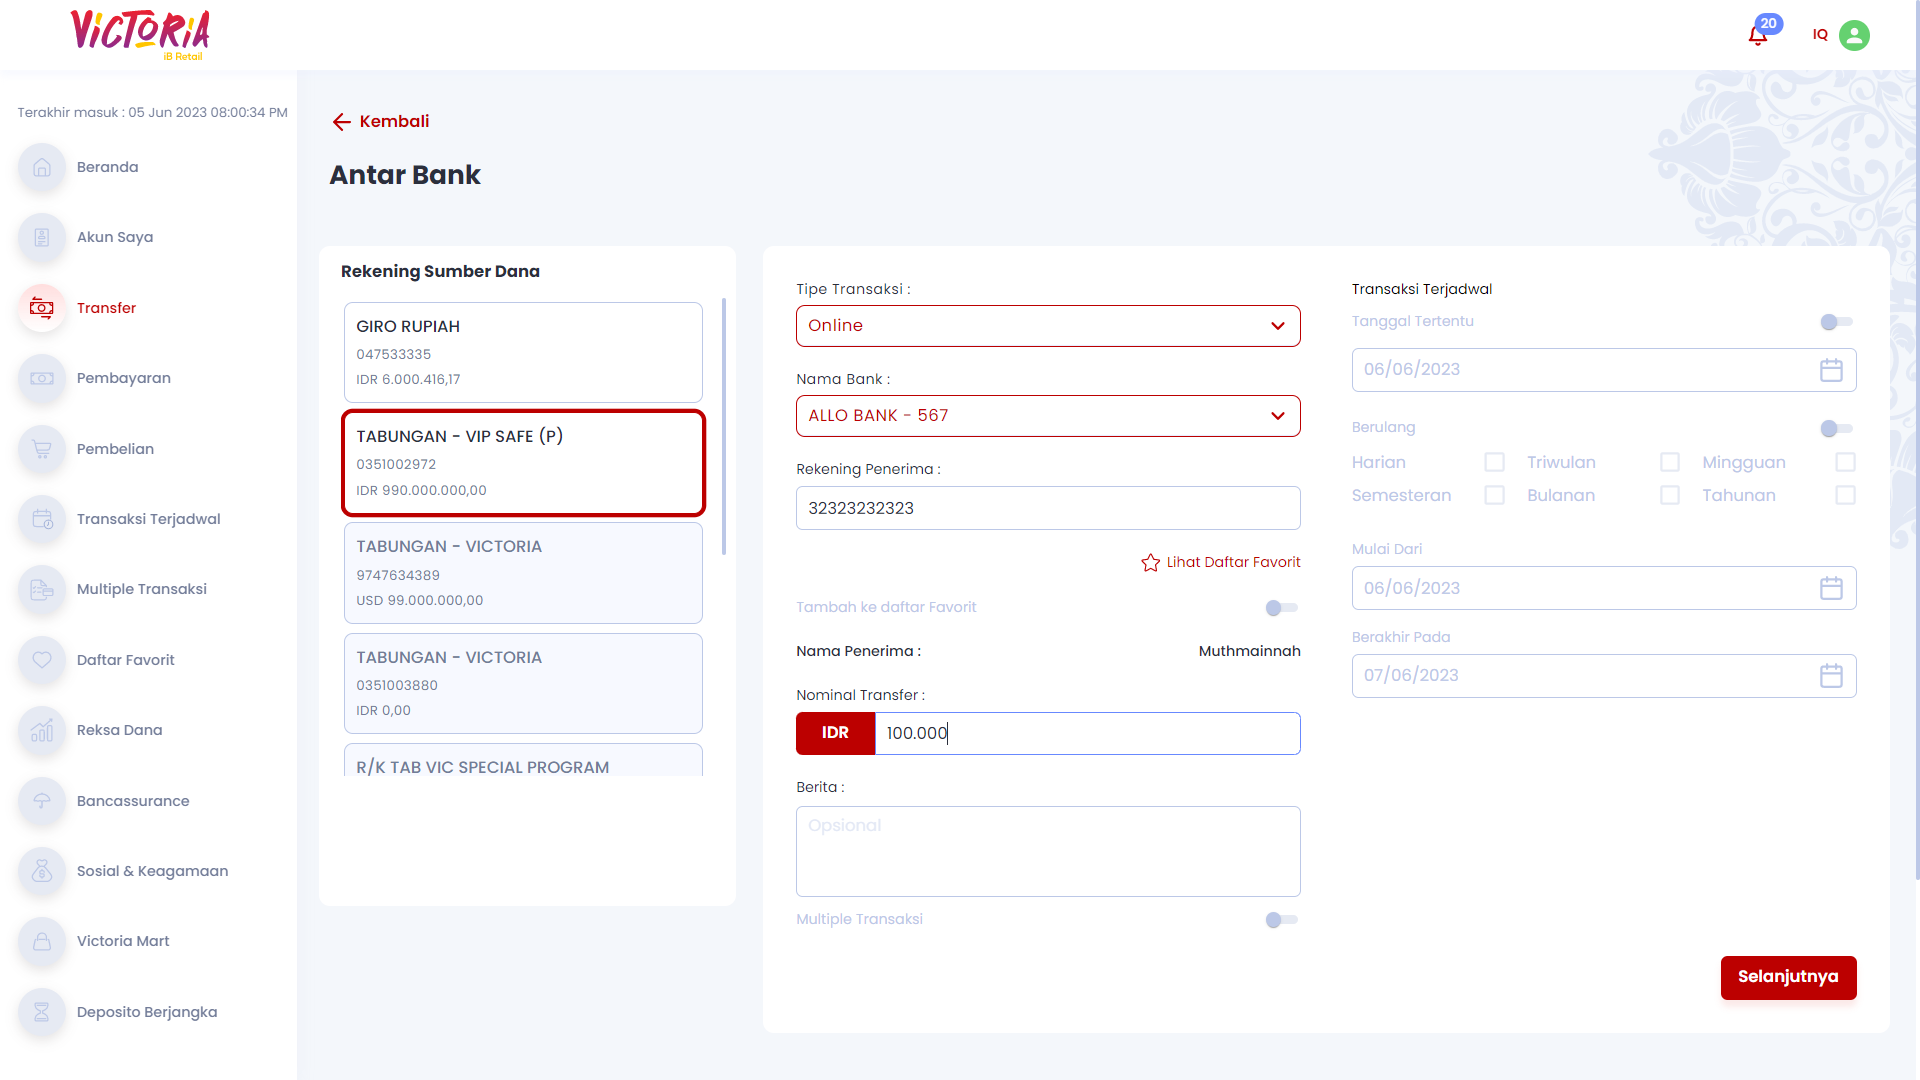 VICTORIA
iB Retail
20
IQ
Terakhir masuk : 05 Jun 2023 08:00:34 PM
Beranda
Akun Saya
Transfer
Pembayaran
Pembelian
Transaksi Terjadwal
Multiple Transaksi
Daftar Favorit
Reksa Dana
Bancassurance
Sosial & Keagamaan
Victoria Mart
Deposito Berjangka
Kembali
Antar Bank
Rekening Sumber Dana
GIRO RUPIAH
047533335
IDR 6.000.416,17
TABUNGAN - VIP SAFE (P)
0351002972
IDR 990.000.000,00
TABUNGAN - VICTORIA
9747634389
USD 99.000.000,00
TABUNGAN - VICTORIA
0351003880
IDR 0,00
R/K TAB VIC SPECIAL PROGRAM
Tipe Transaksi :
Online
Nama Bank :
ALLO BANK - 567
Rekening Penerima :
32323232323
Lihat Daftar Favorit
Tambah ke daftar Favorit
Nama Penerima : Muthmainnah
Nominal Transfer :
IDR 100.000
Berita :
Opsional
Multiple Transaksi
Transaksi Terjadwal
Tanggal Tertentu
06/06/2023
Berulang
Harian Triwulan Mingguan
Semesteran Bulanan Tahunan
Mulai Dari
06/06/2023
Berakhir Pada
07/06/2023
Selanjutnya